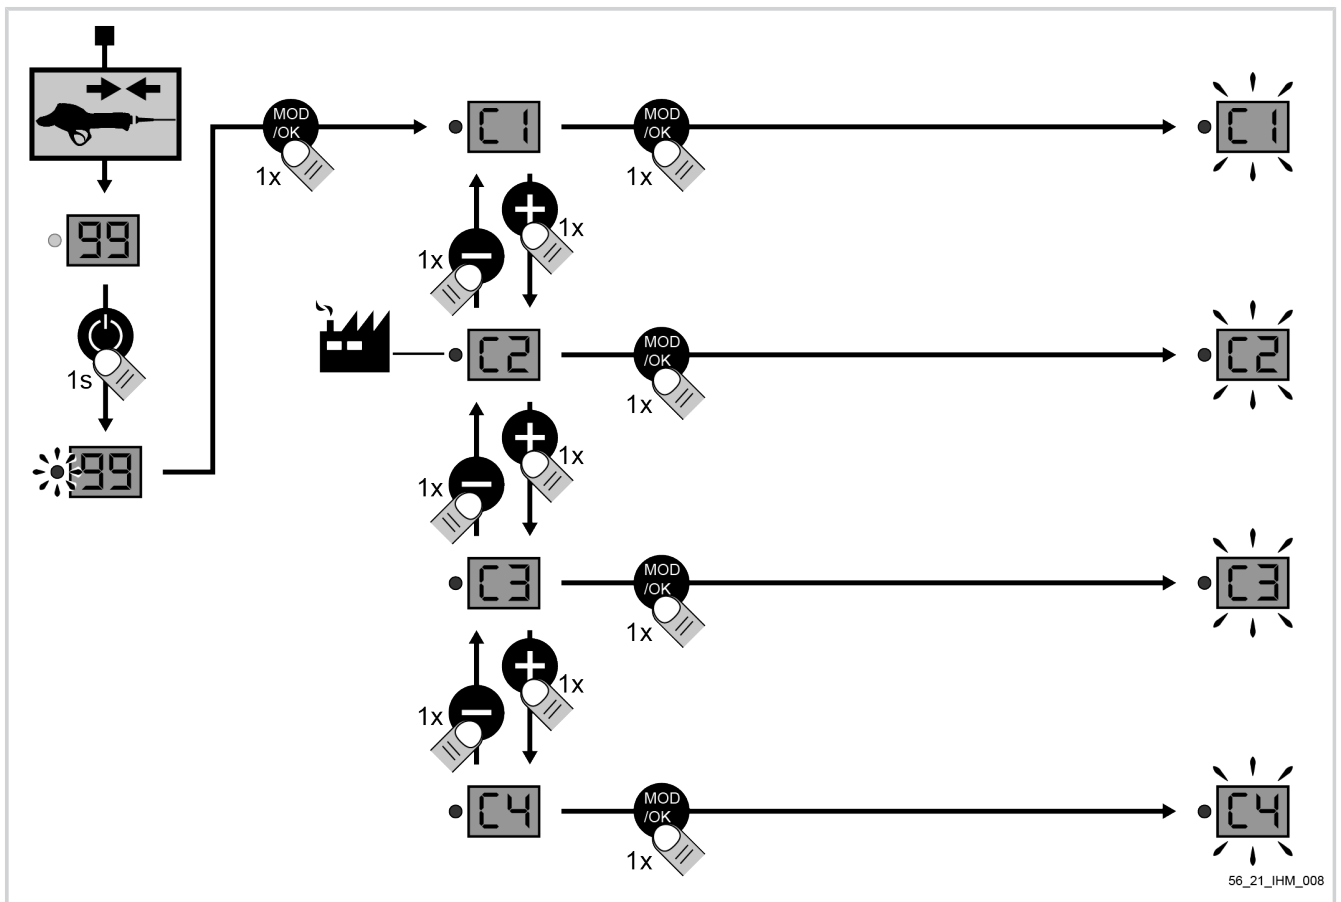 99
1s
99
MOD
/OK
1x
C1
MOD
/OK
1x
C1
1x
1x
C2
MOD
/OK
1x
C2
1x
1x
C3
MOD
/OK
1x
C3
1x
1x
C4
MOD
/OK
1x
C4
56_21_IHM_008